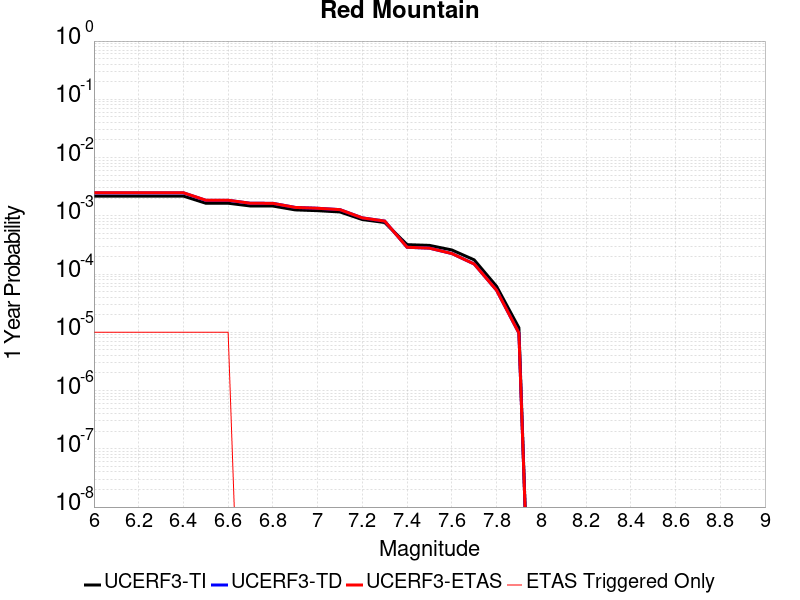 Red Mountain
10^0
10^-1
10^-2
10^-3
10^-4
10^-5
10^-6
10^-7
10^-8
1 Year Probability
6 6.2 6.4 6.6 6.8 7 7.2 7.4 7.6 7.8 8 8.2 8.4 8.6 8.8 9
Magnitude
UCERF3-TI UCERF3-TD UCERF3-ETAS ETAS Triggered Only